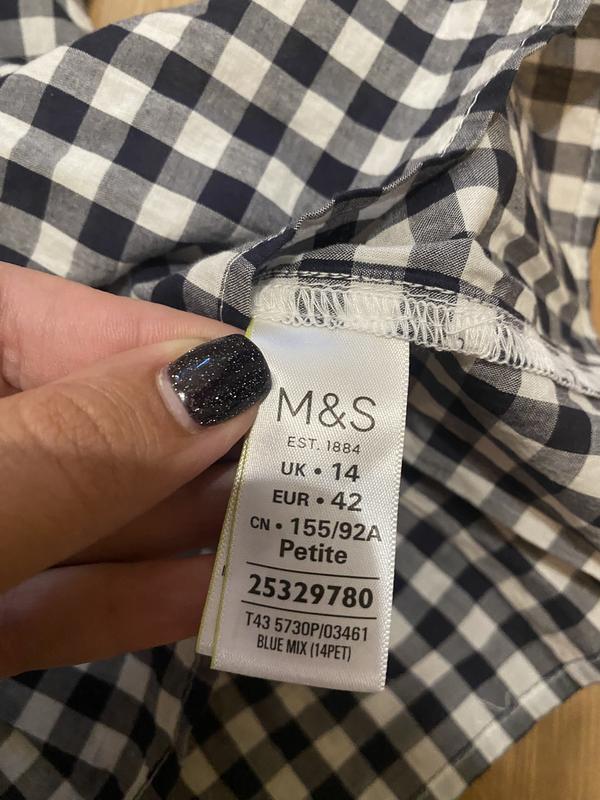 M&S
EST. 1884
UK • 14
EUR • 42
CN • 155/92A
Petite
25329780
T43 5730P/03461
BLUE MIX (14PET)